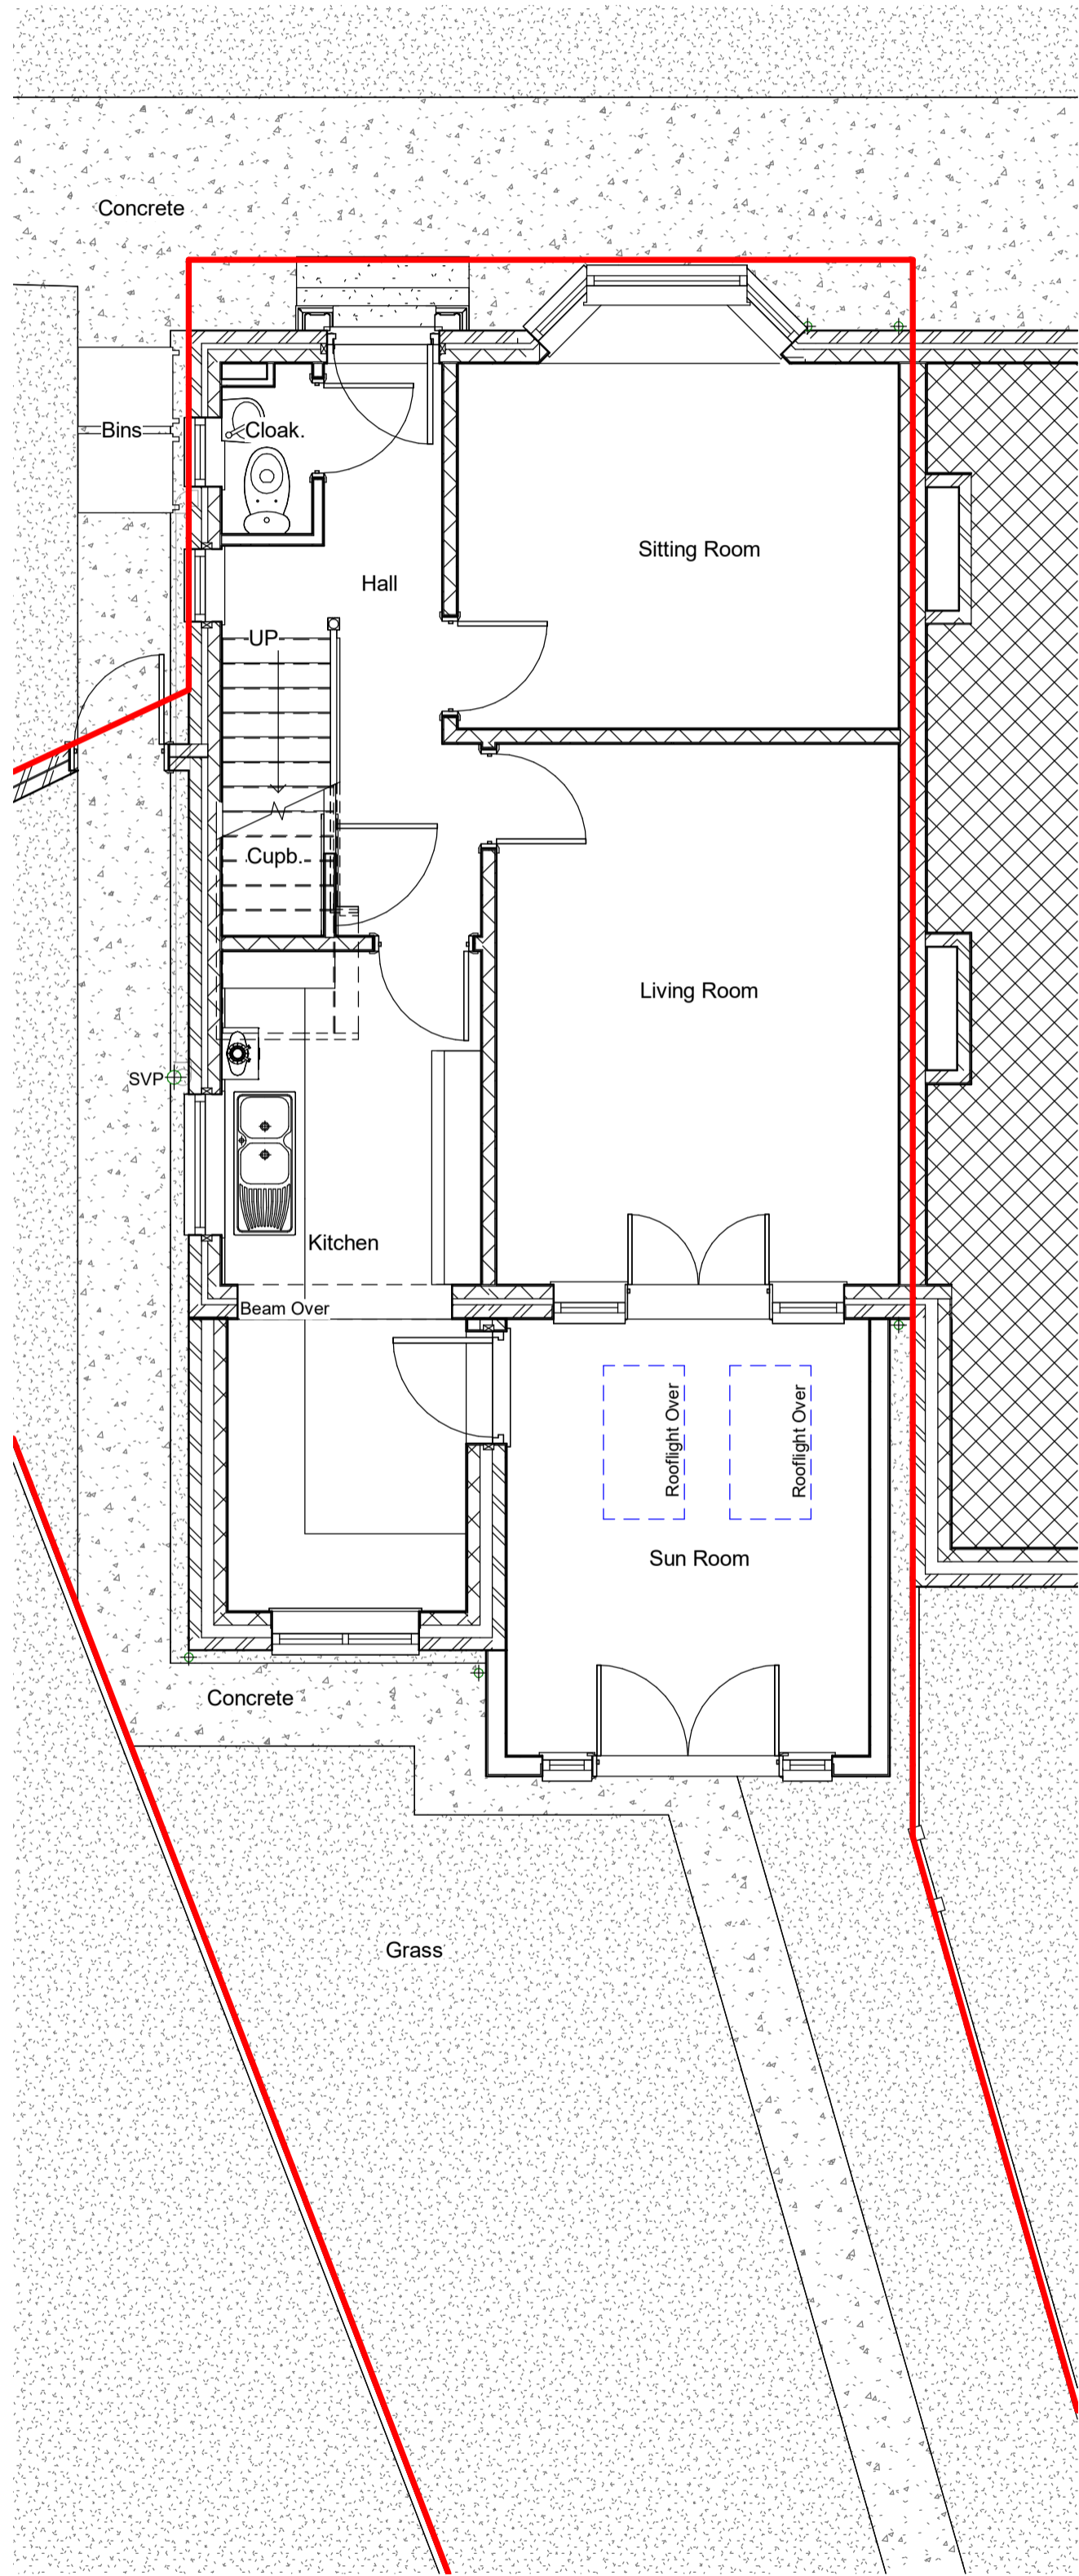 Concrete
Bins
Cloak.
Sitting Room
Hall
UP
Cupb.
Living Room
SVP
Kitchen
Beam Over
Rooflight Over
Rooflight Over
Sun Room
Concrete
Grass